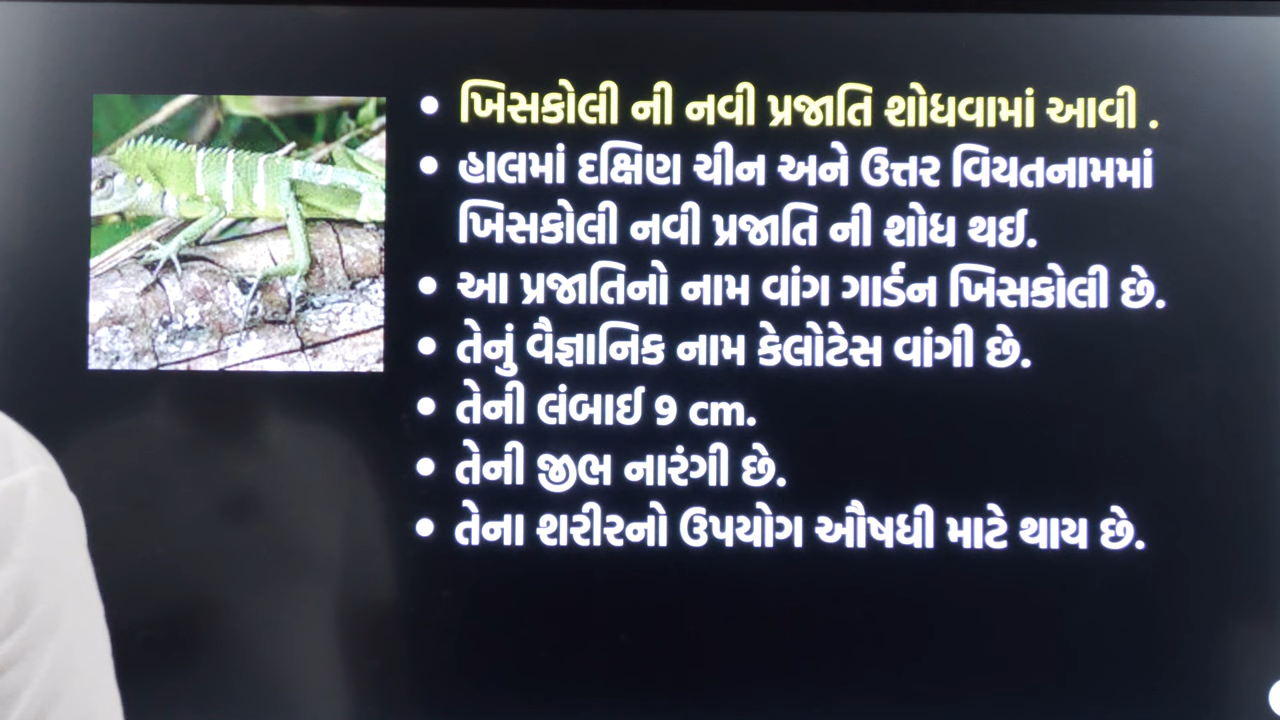 • ખિસકોલી ની નવી પ્રજાતિ શોધવામાં આવી .
• હાલમાં દક્ષિણ ચીન અને ઉત્તર વિયતનામમાં
ખિસકોલી નવી પ્રજાતિ ની શોધ થઈ.
• આ પ્રજાતિનો નામ વાંગ ગાર્ડન ખિસકોલી છે.
• તેનું વૈજ્ઞાનિક નામ કેલોટેસ વાંગી છે.
• તેની લંબાઈ 9 cm.
• તેની જીભ નારંગી છે.
• તેના શરીરનો ઉપયોગ ઔષધી માટે થાય છે.